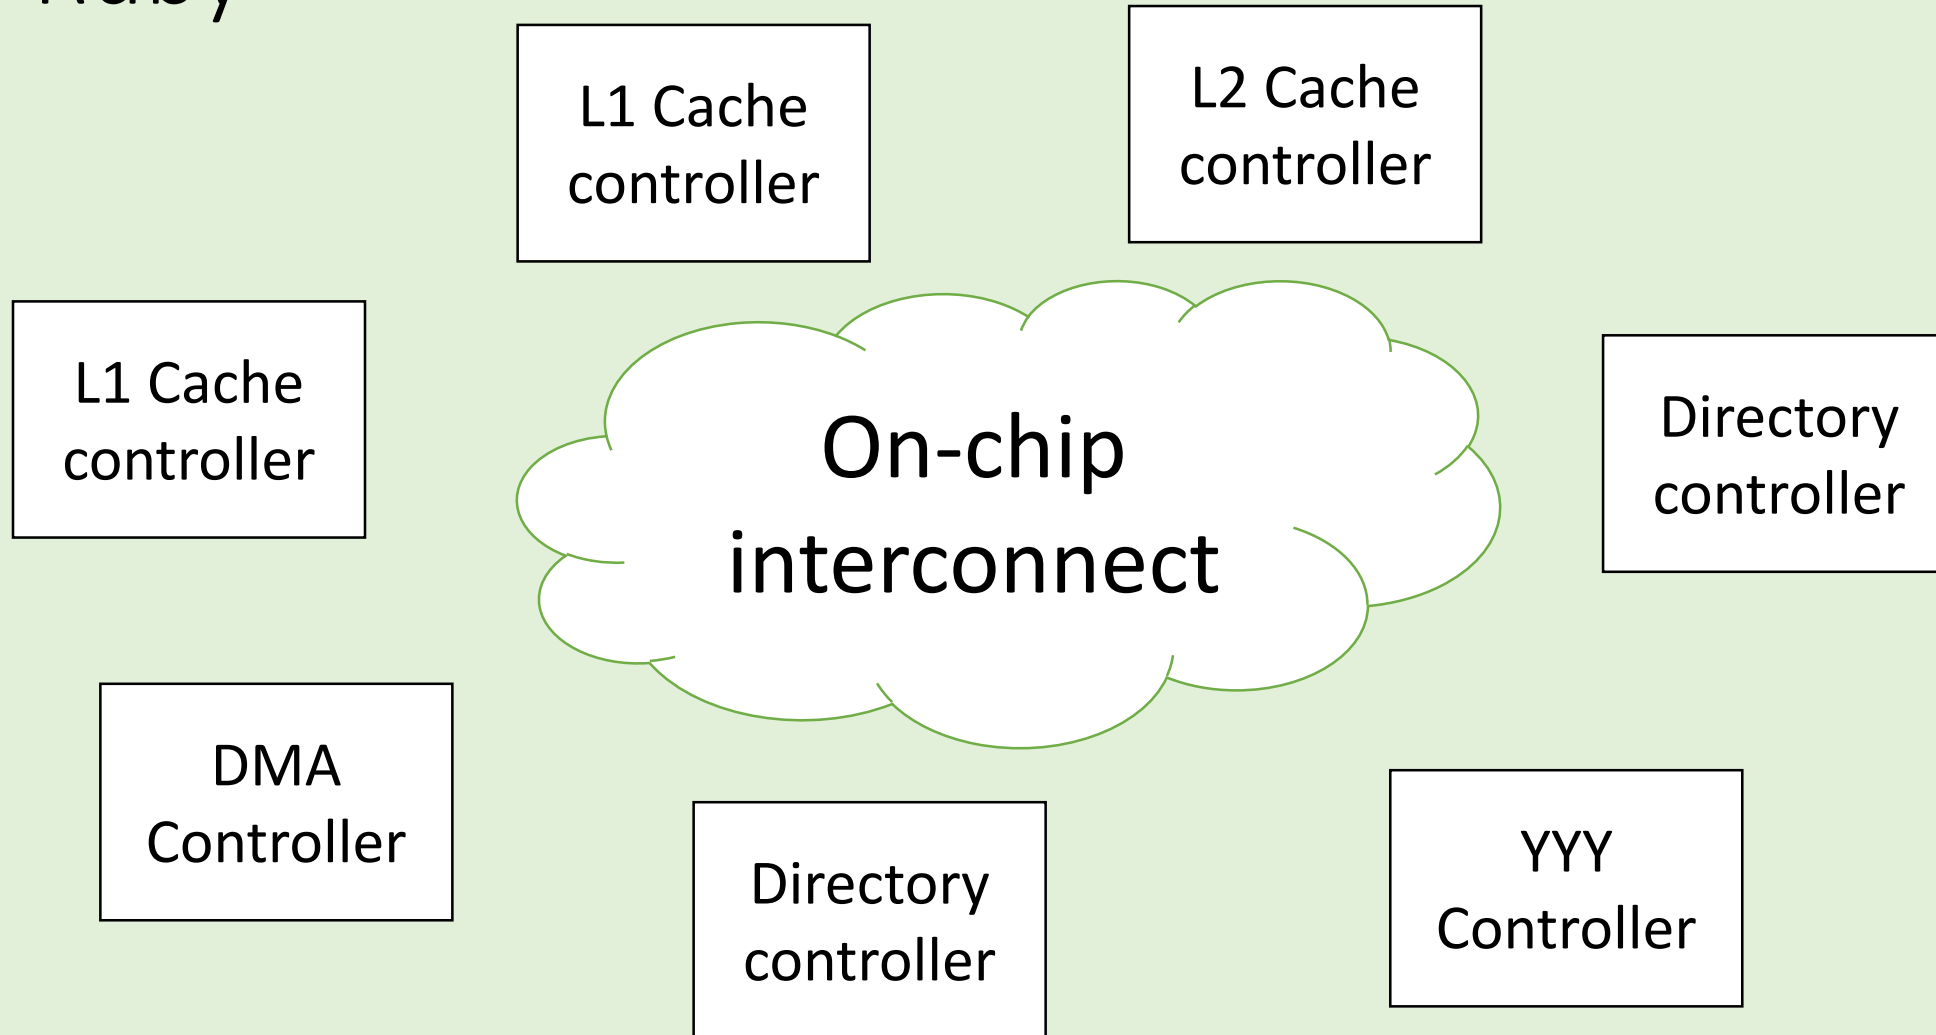 Ruby
L1 Cache
controller
L2 Cache
controller
L1 Cache
controller
On-chip
interconnect
Directory
controller
DMA
Controller
Directory
controller
YYY
Controller